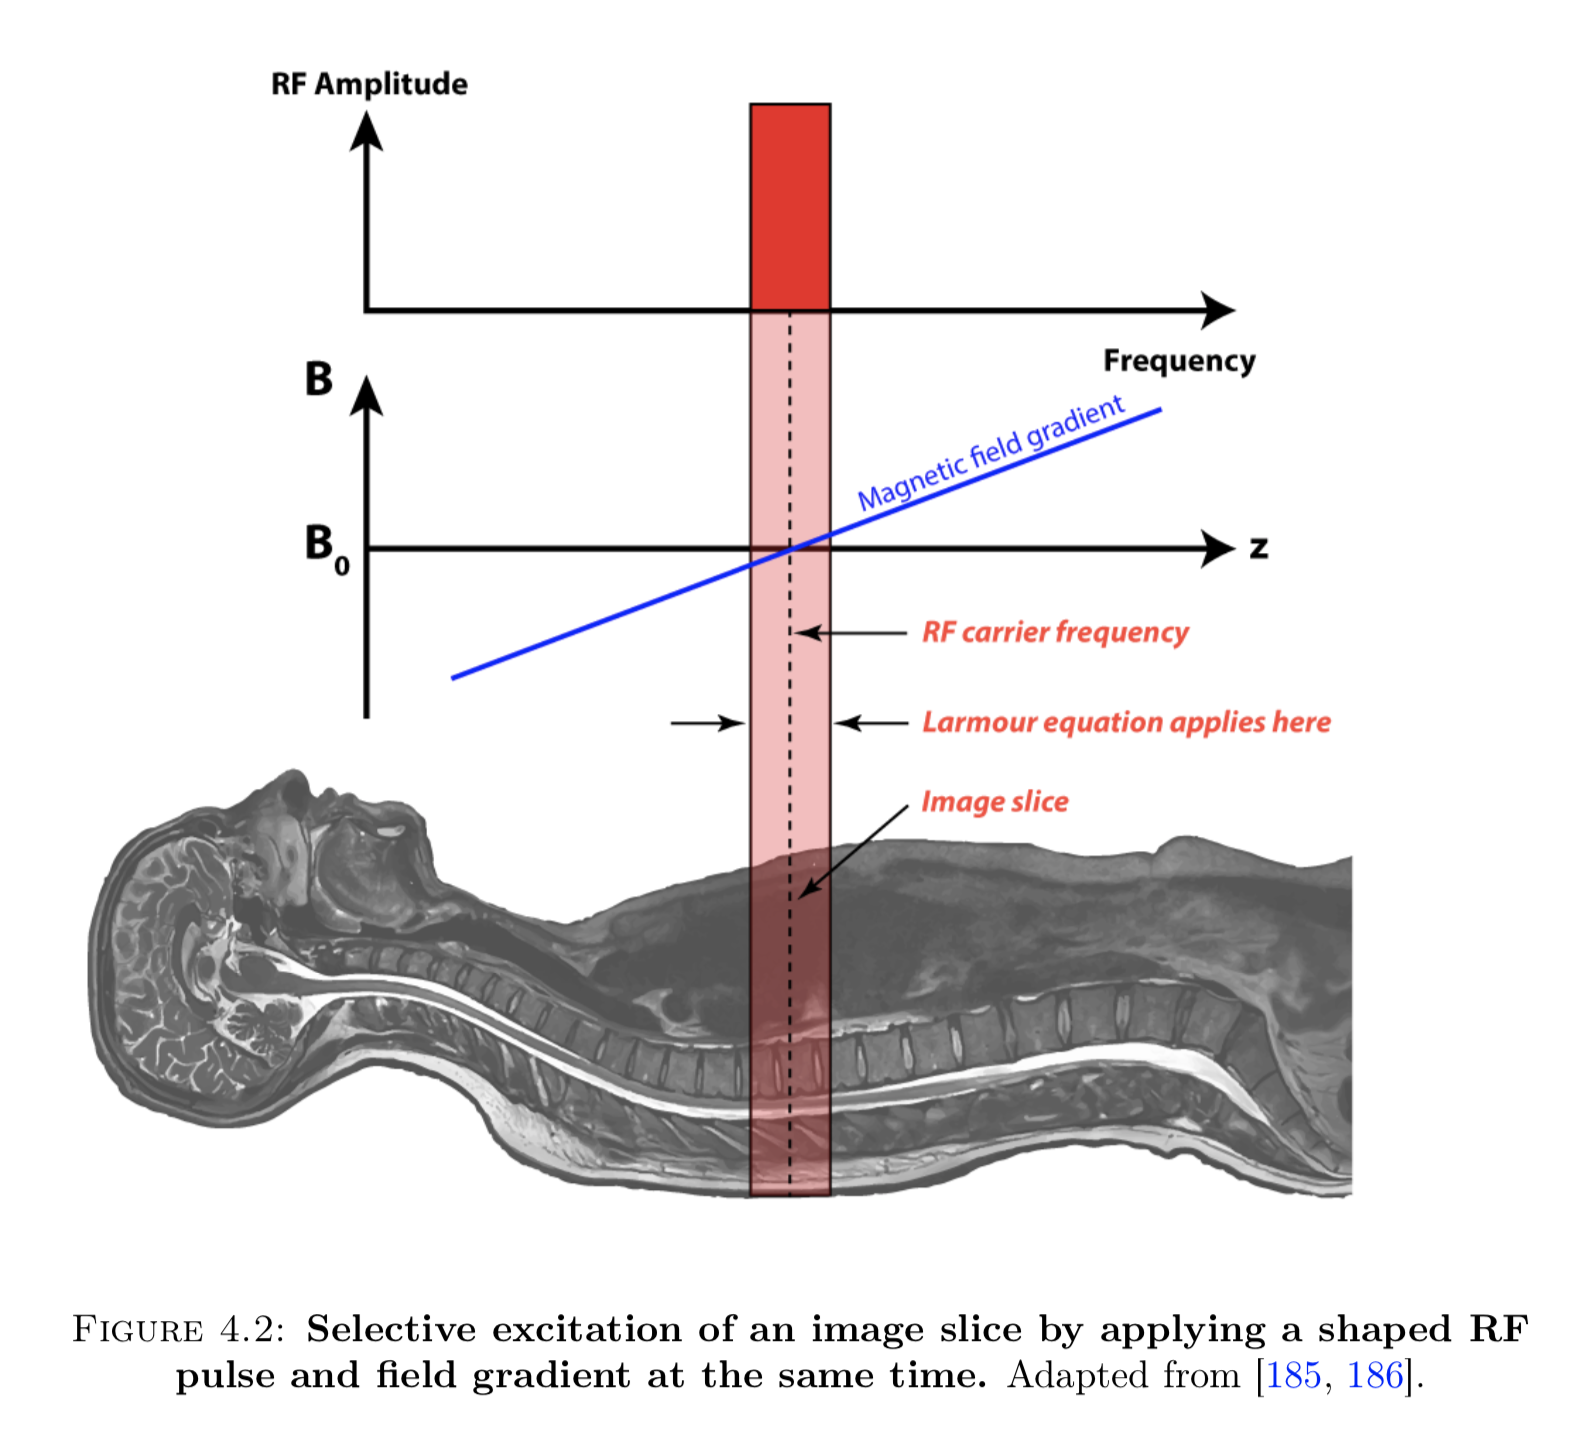 RF Amplitude
Frequency
B
Magnetic field gradient
B₀
z
RF carrier frequency
Larmour equation applies here
Image slice
FIGURE 4.2: Selective excitation of an image slice by applying a shaped RF
pulse and field gradient at the same time. Adapted from [185, 186].